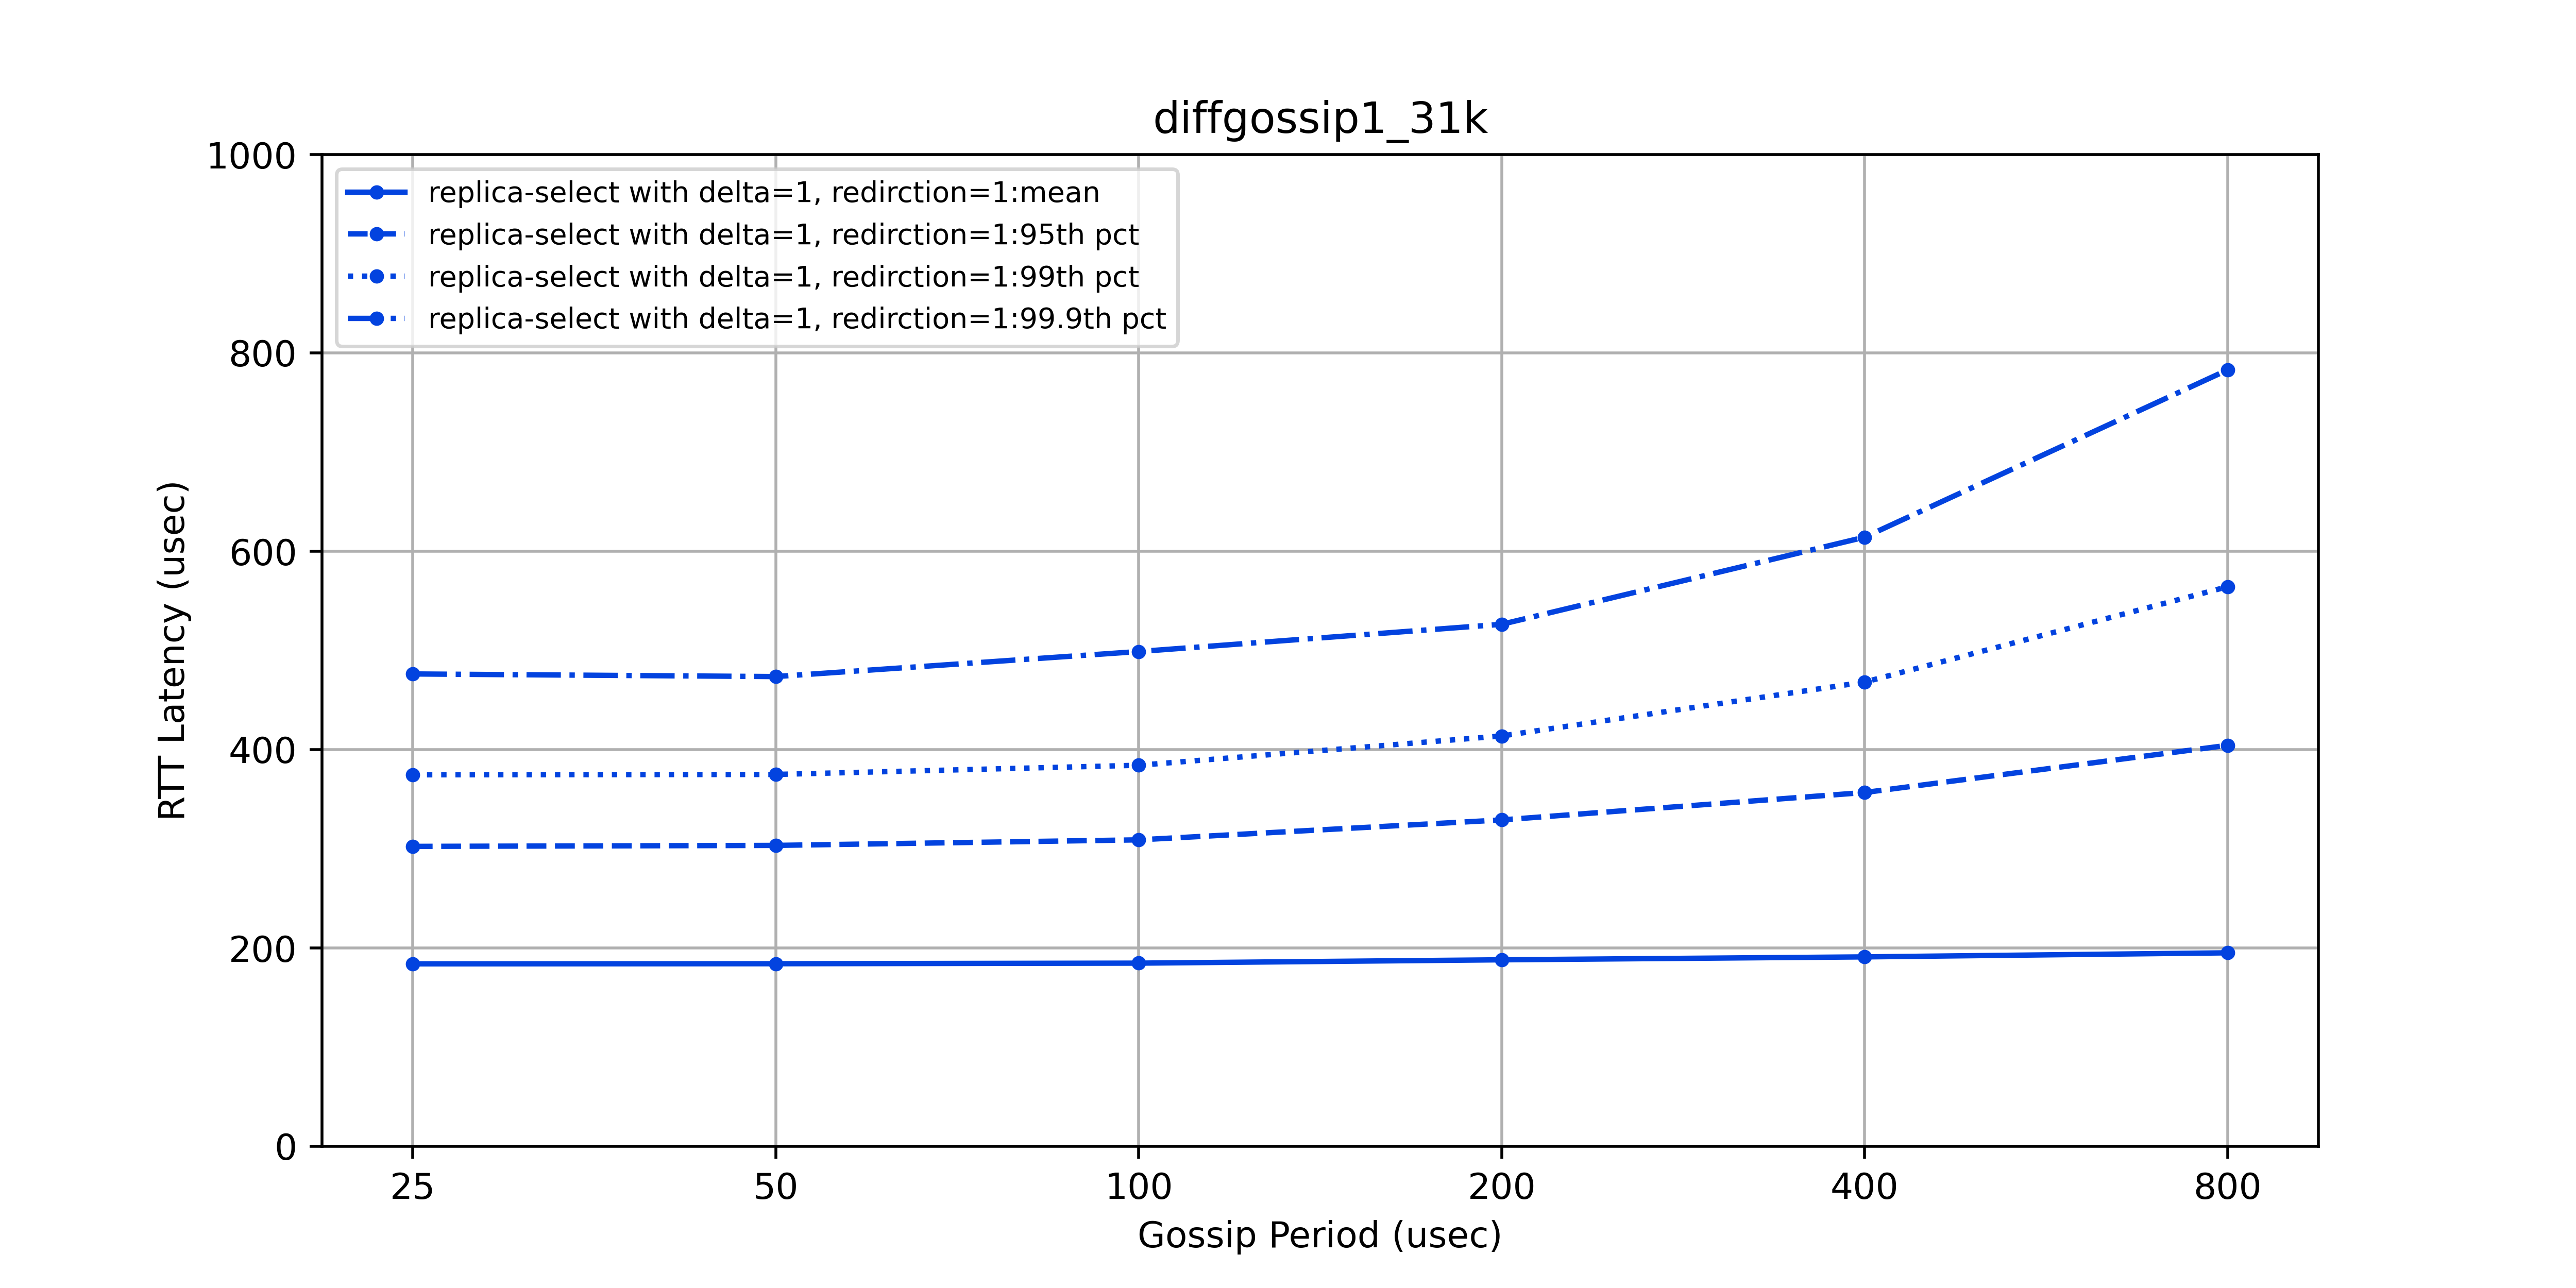 diffgossip1_31k
1000
800
600
400
200
0
RTT Latency (usec)
replica-select with delta=1, redirction=1:mean
replica-select with delta=1, redirction=1:95th pct
replica-select with delta=1, redirction=1:99th pct
replica-select with delta=1, redirction=1:99.9th pct
25 50 100 200 400 800
Gossip Period (usec)